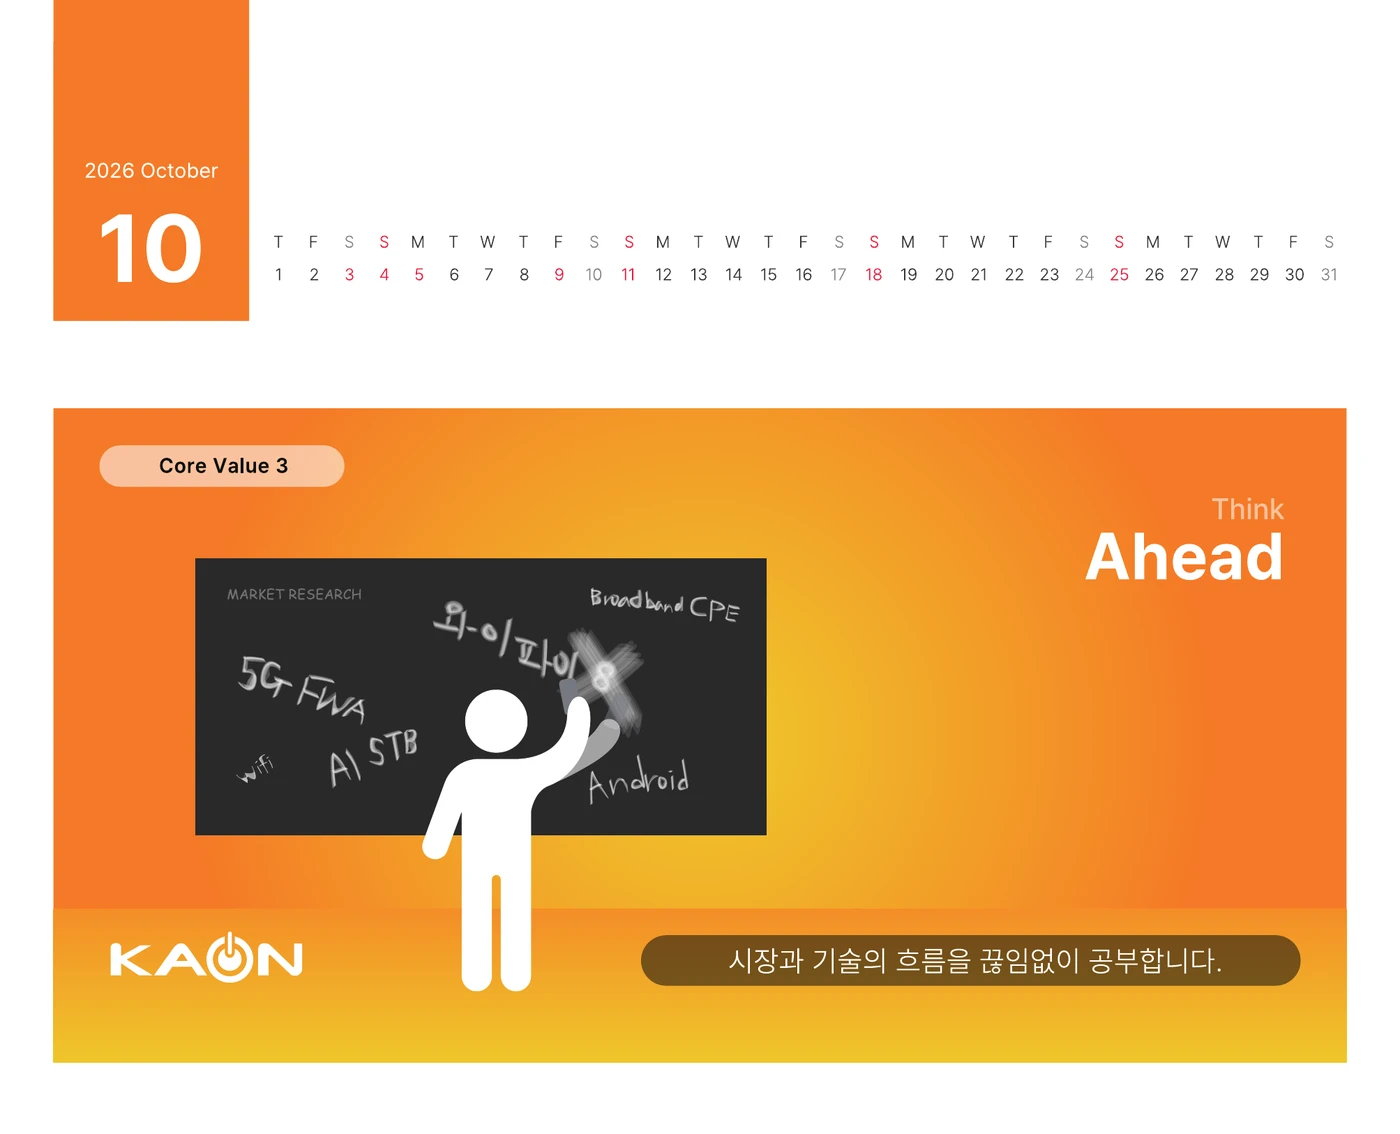 2026 October
10
T F S S M T W T F S S M T W T F S S M T W T F S S M T W T F S
1 2 3 4 5 6 7 8 9 10 11 12 13 14 15 16 17 18 19 20 21 22 23 24 25 26 27 28 29 30 31
Core Value 3
Think
Ahead
MARKET RESEARCH
Broadband CPE
와이파이 8
5G FWA
AI STB
wifi
Android
KAON
시장과 기술의 흐름을 끊임없이 공부합니다.